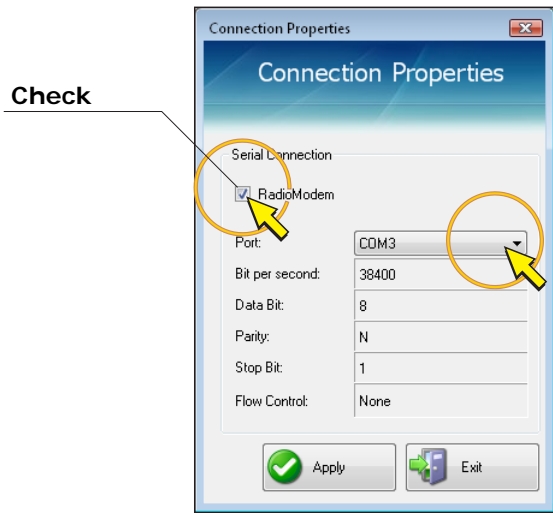 Connection Properties
Connection Properties
Check
Serial Connection
RadioModem
Port: COM3
Bit per second: 38400
Data Bit: 8
Parity: N
Stop Bit: 1
Flow Control: None
Apply Exit